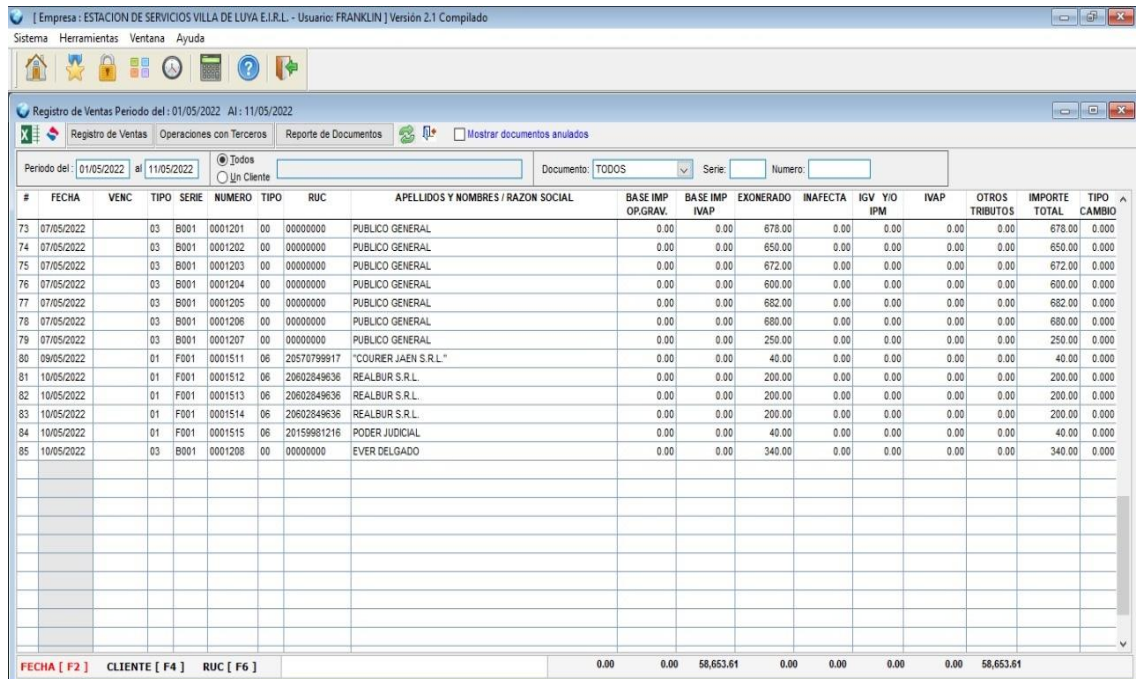 [ Empresa : ESTACION DE SERVICIOS VILLA DE LUYA E.I.R.L. - Usuario: FRANKLIN ] Versión 2.1 Compilado
Sistema Herramientas Ventana Ayuda
Registro de Ventas Periodo del : 01/05/2022 Al : 11/05/2022
Registro de Ventas Operaciones con Terceros Reporte de Documentos Mostrar documentos anulados
Periodo del : 01/05/2022 al 11/05/2022 Todos Un Cliente Documento: TODOS Serie: Numero:
# FECHA VENC TIPO SERIE NUMERO TIPO RUC APELLIDOS Y NOMBRES / RAZON SOCIAL BASE IMP OP.GRAV. BASE IMP IVAP EXONERADO INAFECTA IGV Y/O IPM IVAP OTROS TRIBUTOS IMPORTE TOTAL TIPO CAMBIO
73 07/05/2022 03 B001 0001201 00 00000000 PUBLICO GENERAL 0.00 0.00 678.00 0.00 0.00 0.00 0.00 678.00 0.000
74 07/05/2022 03 B001 0001202 00 00000000 PUBLICO GENERAL 0.00 0.00 650.00 0.00 0.00 0.00 0.00 650.00 0.000
75 07/05/2022 03 B001 0001203 00 00000000 PUBLICO GENERAL 0.00 0.00 672.00 0.00 0.00 0.00 0.00 672.00 0.000
76 07/05/2022 03 B001 0001204 00 00000000 PUBLICO GENERAL 0.00 0.00 600.00 0.00 0.00 0.00 0.00 600.00 0.000
77 07/05/2022 03 B001 0001205 00 00000000 PUBLICO GENERAL 0.00 0.00 682.00 0.00 0.00 0.00 0.00 682.00 0.000
78 07/05/2022 03 B001 0001206 00 00000000 PUBLICO GENERAL 0.00 0.00 680.00 0.00 0.00 0.00 0.00 680.00 0.000
79 07/05/2022 03 B001 0001207 00 00000000 PUBLICO GENERAL 0.00 0.00 250.00 0.00 0.00 0.00 0.00 250.00 0.000
80 09/05/2022 01 F001 0001511 06 20570799917 "COURIER JAEN S.R.L." 0.00 0.00 40.00 0.00 0.00 0.00 0.00 40.00 0.000
81 10/05/2022 01 F001 0001512 06 20602849636 REALBUR S.R.L. 0.00 0.00 200.00 0.00 0.00 0.00 0.00 200.00 0.000
82 10/05/2022 01 F001 0001513 06 20602849636 REALBUR S.R.L. 0.00 0.00 200.00 0.00 0.00 0.00 0.00 200.00 0.000
83 10/05/2022 01 F001 0001514 06 20602849636 REALBUR S.R.L. 0.00 0.00 200.00 0.00 0.00 0.00 0.00 200.00 0.000
84 10/05/2022 01 F001 0001515 06 20159981216 PODER JUDICIAL 0.00 0.00 40.00 0.00 0.00 0.00 0.00 40.00 0.000
85 10/05/2022 03 B001 0001208 00 00000000 EVER DELGADO 0.00 0.00 340.00 0.00 0.00 0.00 0.00 340.00 0.000
FECHA [ F2 ] CLIENTE [ F4 ] RUC [ F6 ] 0.00 0.00 58,653.61 0.00 0.00 0.00 0.00 58,653.61